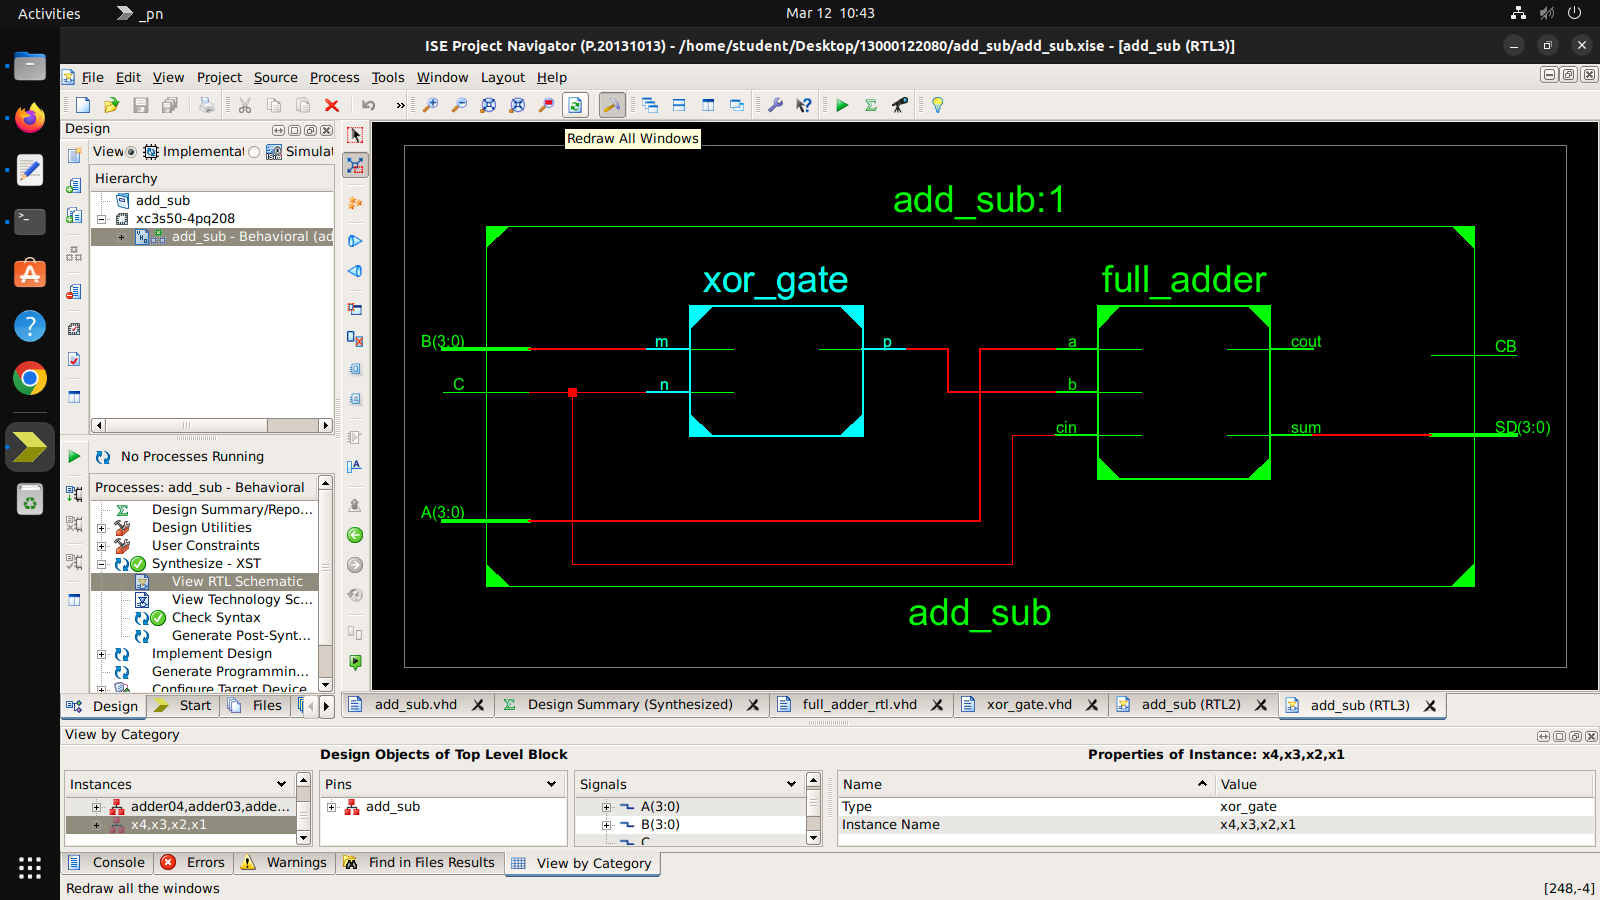 Activities
_pn
Mar 12 10:43
ISE Project Navigator (P.20131013) - /home/student/Desktop/13000122080/add_sub/add_sub.xise - [add_sub (RTL3)]
File Edit View Project Source Process Tools Window Layout Help
»
Redraw All Windows
Design
View Implementat Simulat
Hierarchy
add_sub
xc3s50-4pq208
add_sub - Behavioral (ad
No Processes Running
Processes: add_sub - Behavioral
Design Summary/Repo...
Design Utilities
User Constraints
Synthesize - XST
View RTL Schematic
View Technology Sc...
Check Syntax
Generate Post-Synt...
Implement Design
Generate Programmin...
Configure Target Device
Design Start Files
add_sub:1
xor_gate
full_adder
B(3:0)
m
p
a
cout
CB
C
n
b
cin
sum
SD(3:0)
A(3:0)
add_sub
add_sub.vhd
Design Summary (Synthesized)
full_adder_rtl.vhd
xor_gate.vhd
add_sub (RTL2)
add_sub (RTL3)
View by Category
Design Objects of Top Level Block
Properties of Instance: x4,x3,x2,x1
Instances
Pins
Signals
Name
Value
adder04,adder03,adde...
add_sub
A(3:0)
Type
xor_gate
x4,x3,x2,x1
B(3:0)
Instance Name
x4,x3,x2,x1
C
Console
Errors
Warnings
Find in Files Results
View by Category
Redraw all the windows
[248,-4]